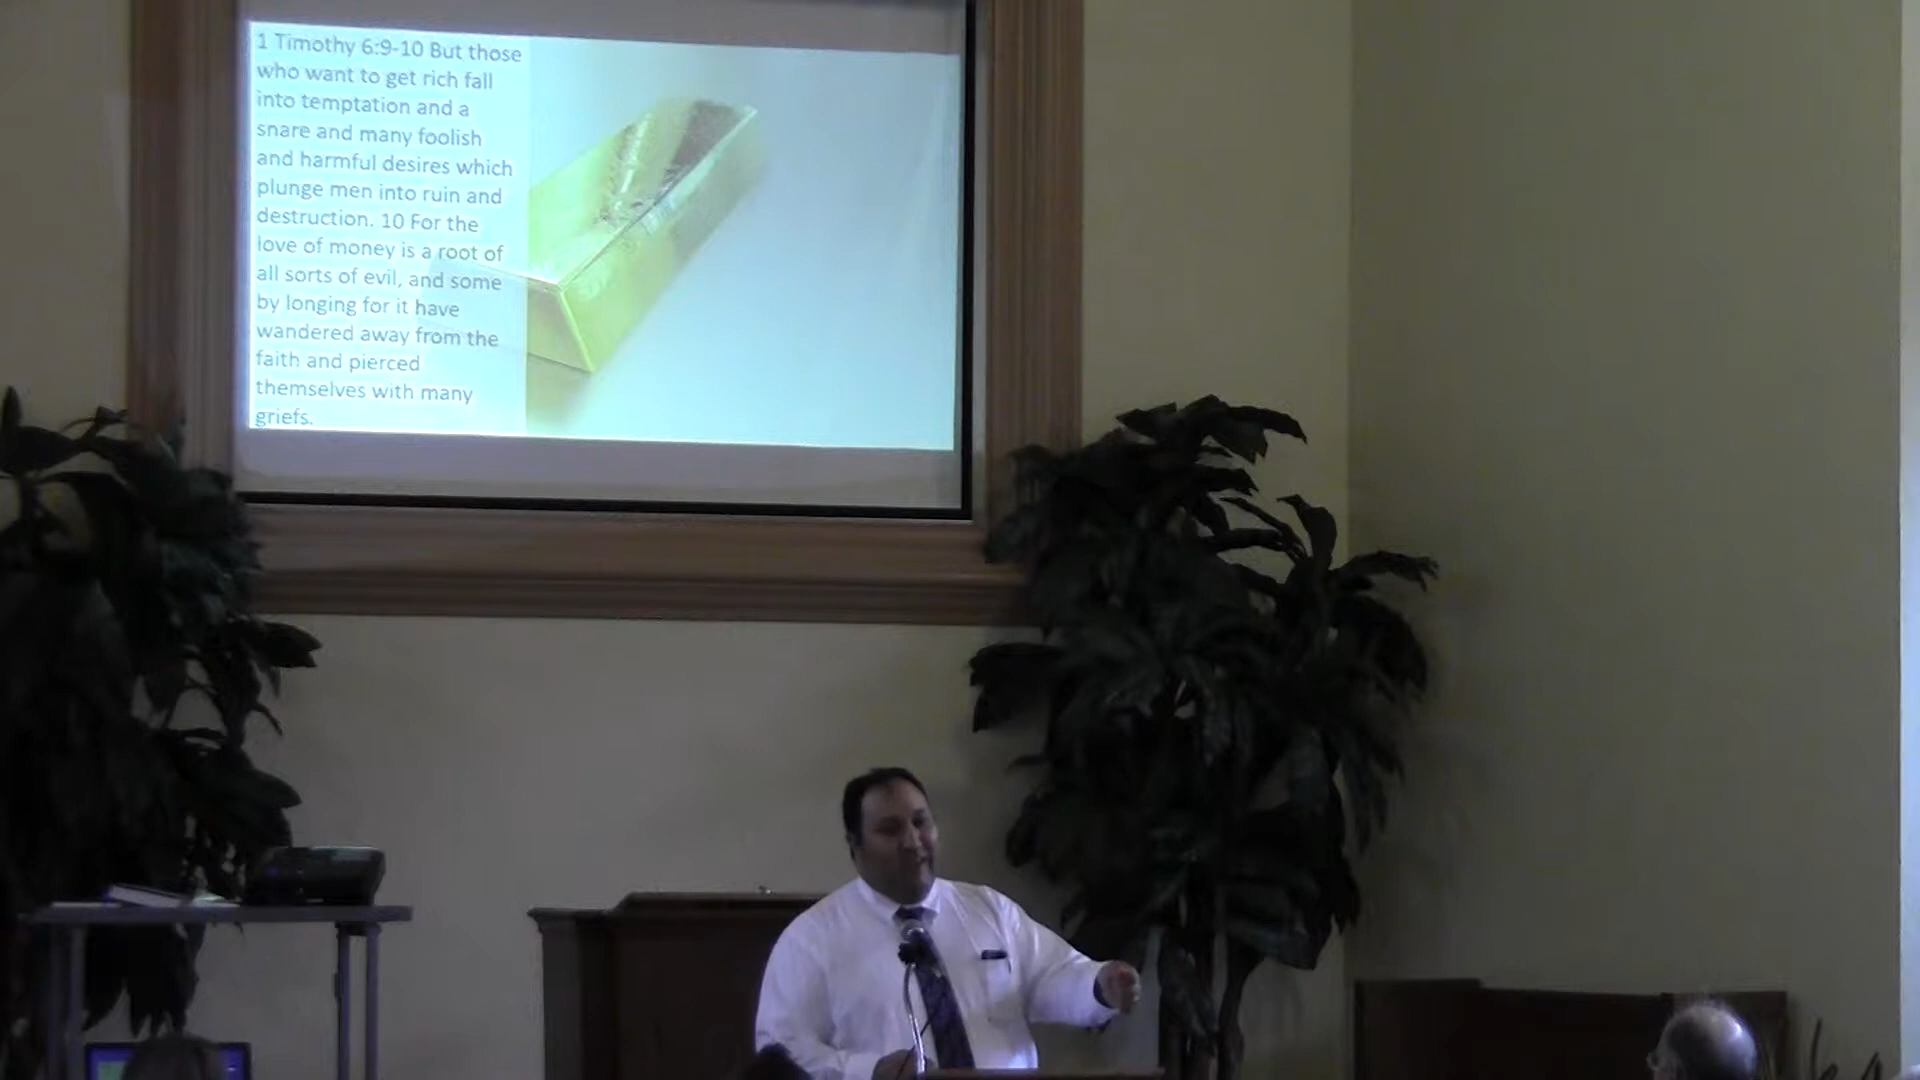 1 Timothy 6:9-10 But those
who want to get rich fall
into temptation and a
snare and many foolish
and harmful desires which
plunge men into ruin and
destruction. 10 For the
love of money is a root of
all sorts of evil, and some
by longing for it have
wandered away from the
faith and pierced
themselves with many
griefs.